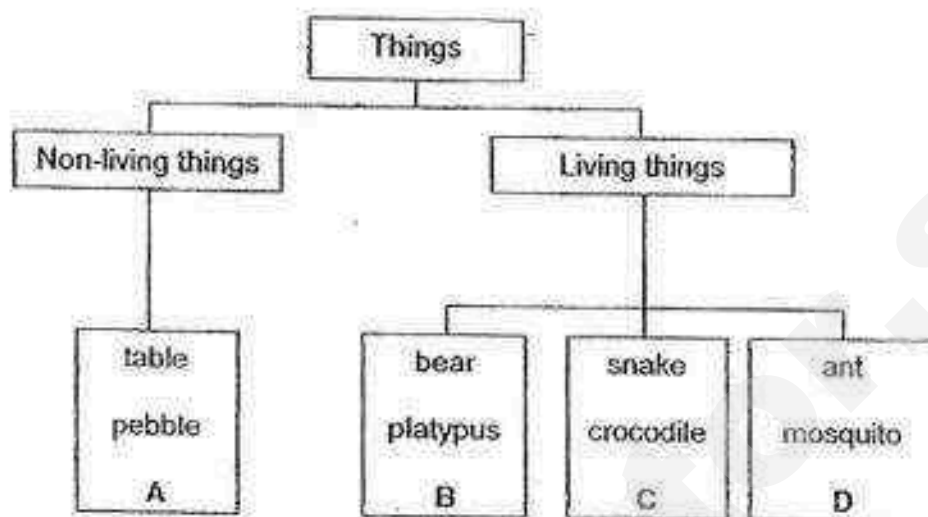 Things
Non-living things
Living things
table
pebble
A
bear
platypus
B
snake
crocodile
C
ant
mosquito
D